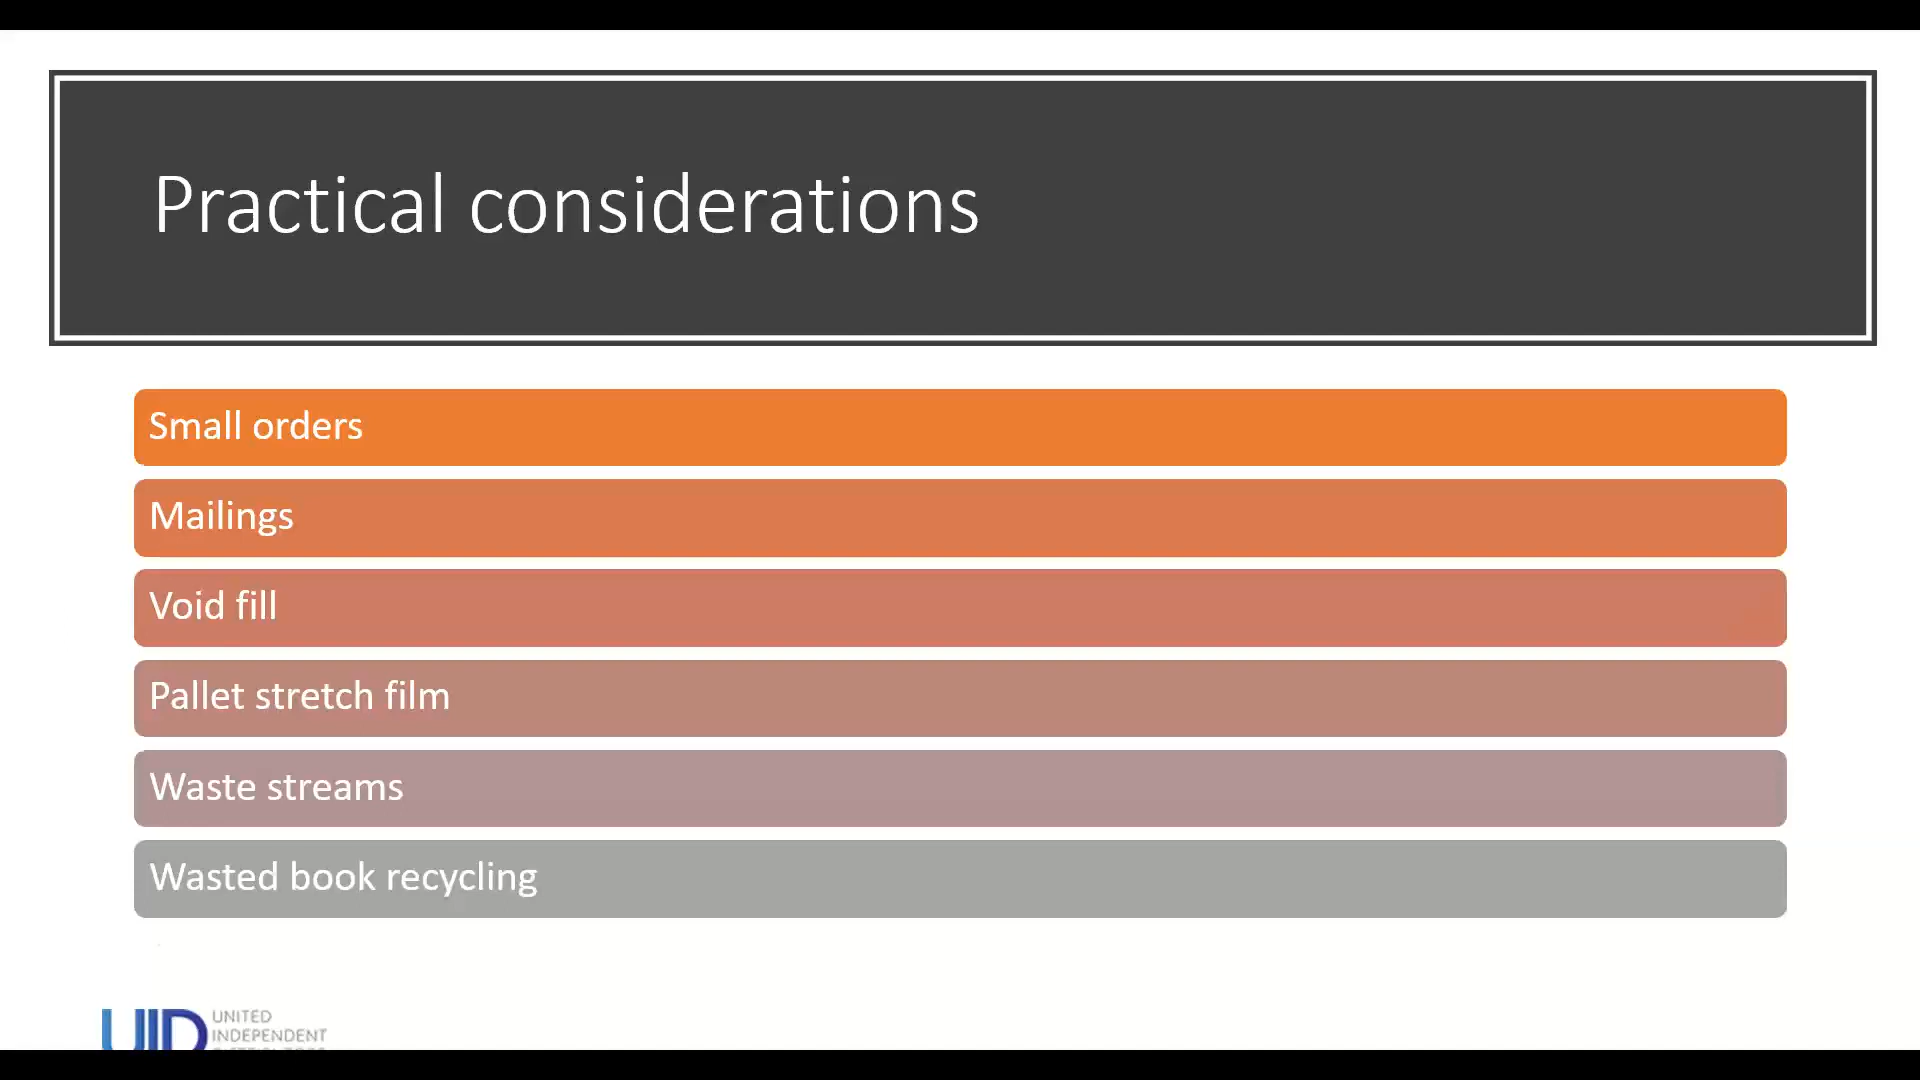 Practical considerations
Small orders
Mailings
Void fill
Pallet stretch film
Waste streams
Wasted book recycling
UID
UNITED
INDEPENDENT